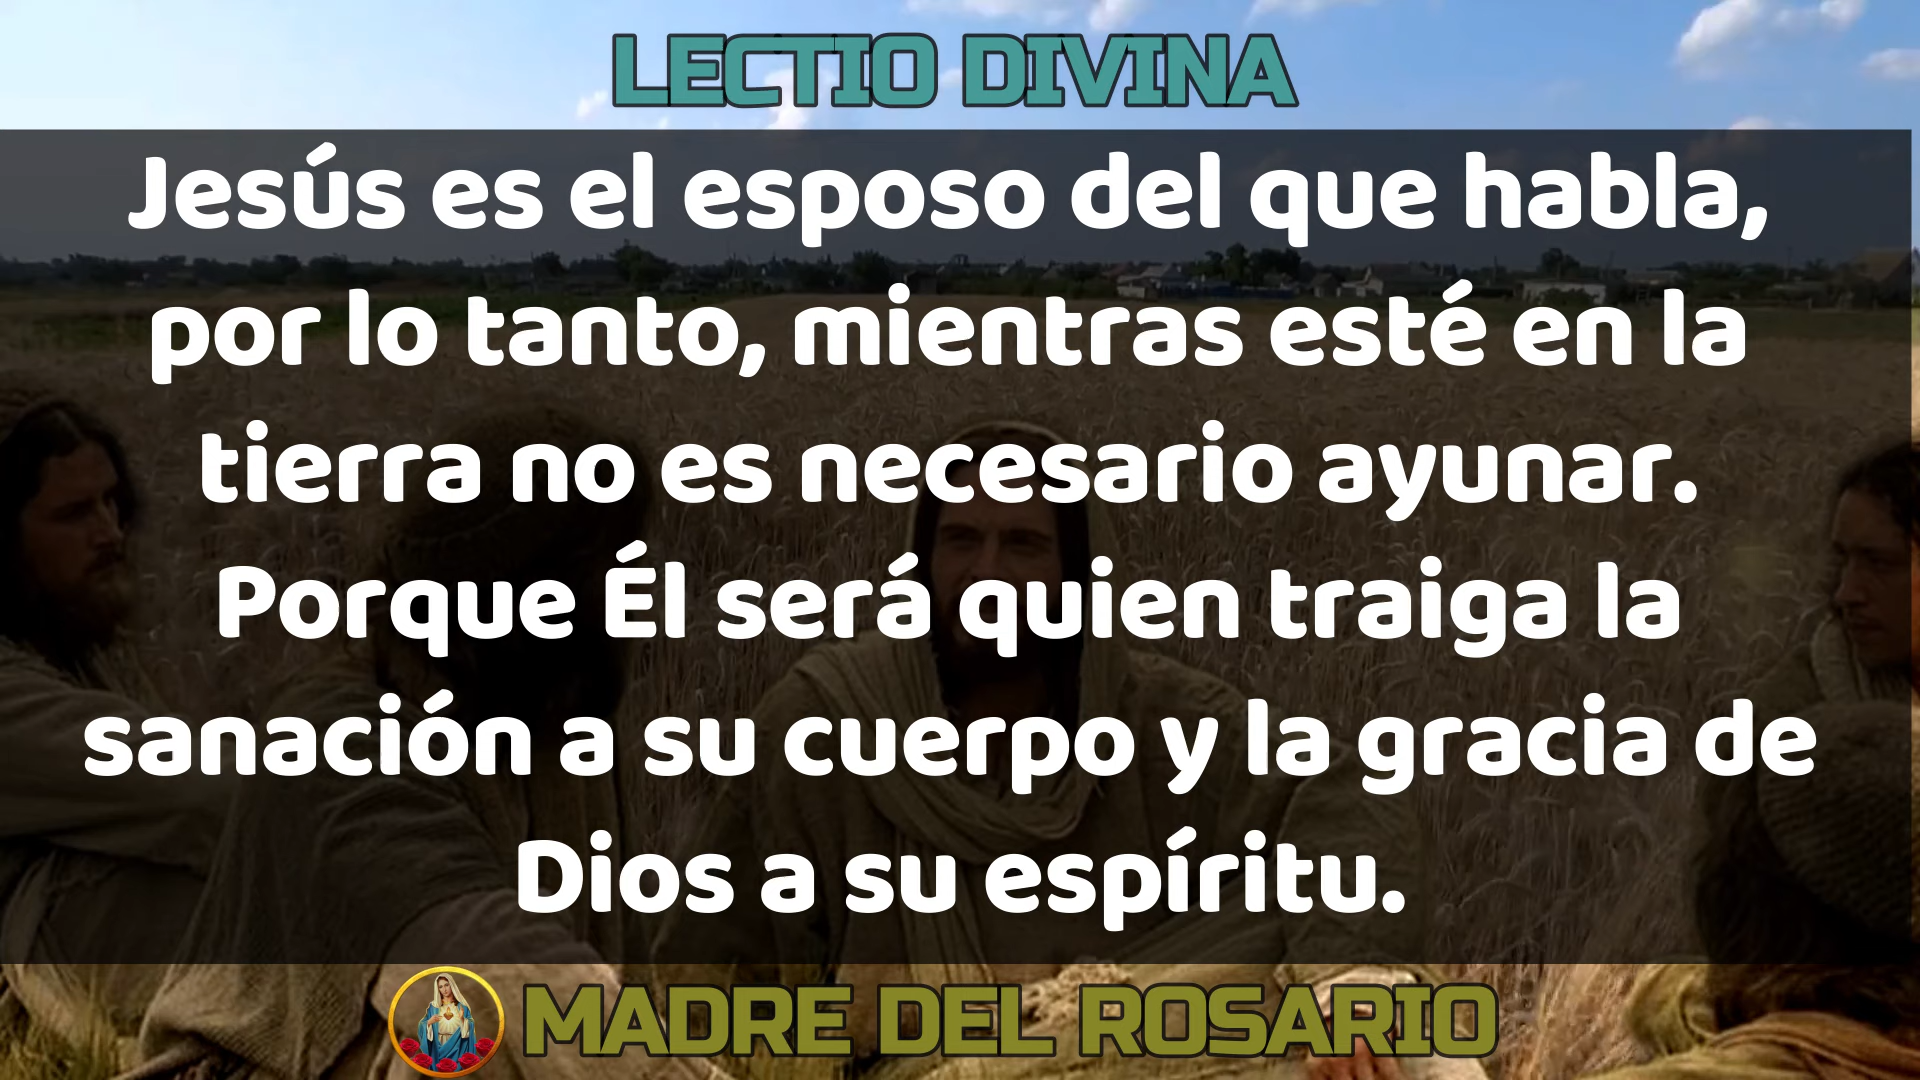 LECTIO DIVINA
Jesús es el esposo del que habla,
por lo tanto, mientras esté en la
tierra no es necesario ayunar.
Porque Él será quien traiga la
sanación a su cuerpo y la gracia de
Dios a su espíritu.
MADRE DEL ROSARIO